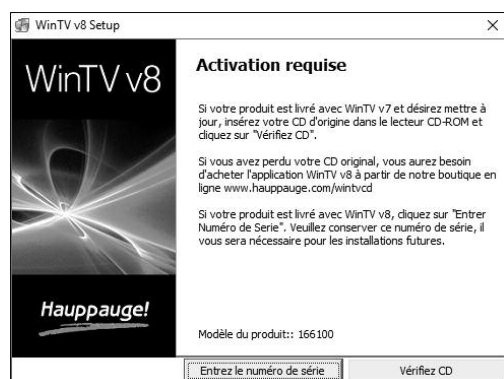 WinTV v8 Setup
WinTV v8
Hauppauge!
Activation requise
Si votre produit est livré avec WinTV v7 et désirez mettre à
jour, insérez votre CD d'origine dans le lecteur CD-ROM et
cliquez sur "Vérifiez CD".
Si vous avez perdu votre CD original, vous aurez besoin
d'acheter l'application WinTV v8 à partir de notre boutique en
ligne www.hauppauge.com/wintvcd
Si votre produit est livré avec WinTV v8, cliquez sur "Entrer
Numéro de Serie". Veuillez conserver ce numéro de série, il
vous sera nécessaire pour les installations futures.
Modèle du produit:: 166100
Entrez le numéro de série
Vérifiez CD